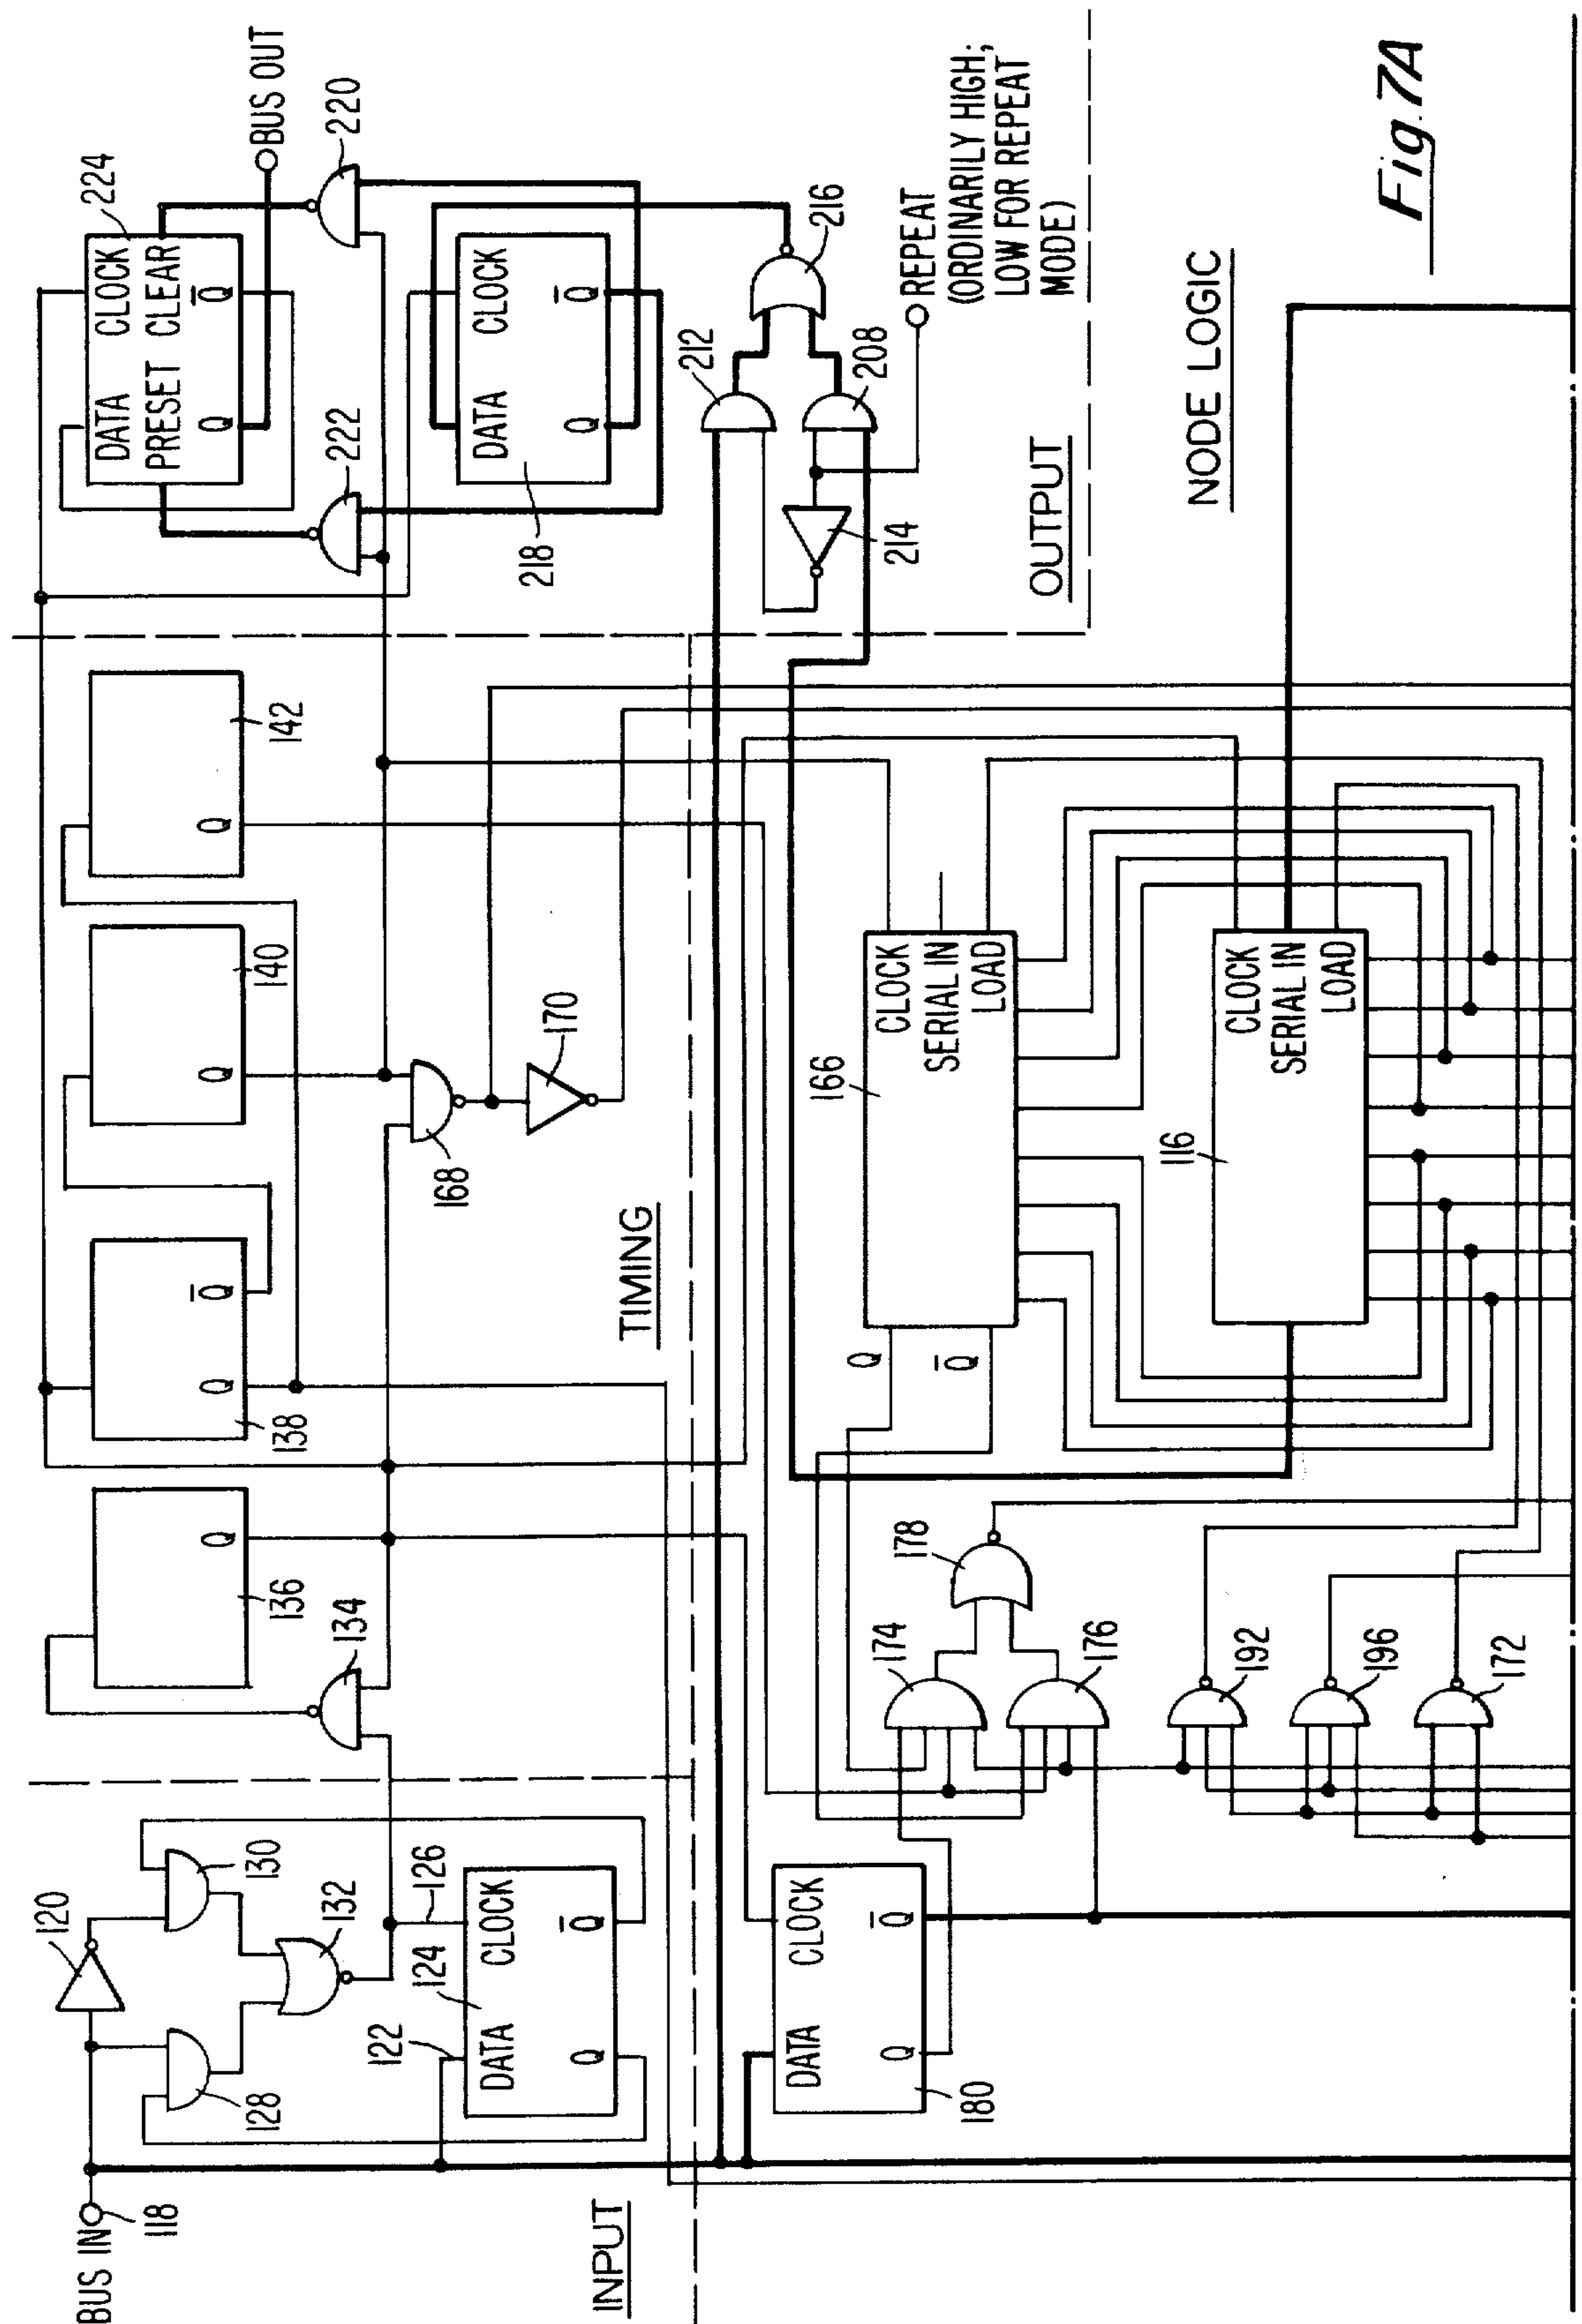 BUS IN
118
120
128
130
132
122
124
126
DATA
CLOCK
Q
Q̅
INPUT
134
136
Q
138
Q
Q̅
140
Q
142
Q
168
170
TIMING
224
DATA
CLOCK
PRESET
CLEAR
Q
Q̅
BUS OUT
220
222
218
DATA
CLOCK
Q
Q̅
212
216
208
214
REPEAT
(ORDINARILY HIGH;
LOW FOR REPEAT
MODE)
OUTPUT
180
DATA
CLOCK
Q
Q̅
174
176
178
192
196
172
166
CLOCK
SERIAL IN
LOAD
Q
Q̅
116
CLOCK
SERIAL IN
LOAD
NODE LOGIC
Fig. 7A